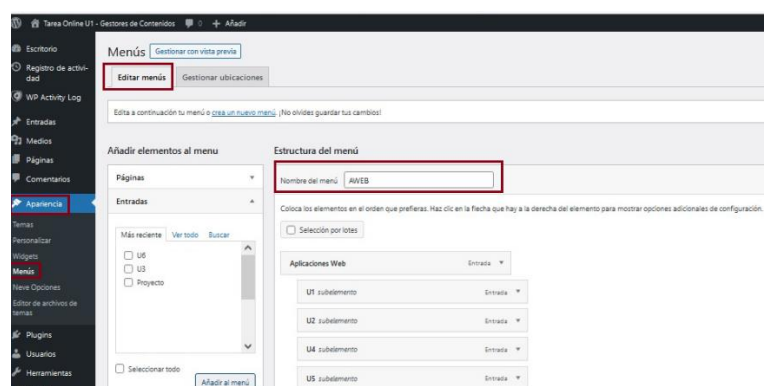 Tarea Online U1 - Gestores de Contenidos 0 + Añadir
Escritorio
Registro de activi-
dad
WP Activity Log
Entradas
Medios
Páginas
Comentarios
Apariencia
Temas
Personalizar
Widgets
Menús
Neve Opciones
Editor de archivos de
temas
Plugins
Usuarios
Herramientas
Menús Gestionar con vista previa
Editar menús Gestionar ubicaciones
Edita a continuación tu menú o crea un nuevo menú. ¡No olvides guardar tus cambios!
Añadir elementos al menu
Páginas
Entradas
Más reciente Ver todo Buscar
U6
U3
Proyecto
Seleccionar todo
Añadir al menú
Estructura del menú
Nombre del menú AWEB
Coloca los elementos en el orden que prefieras. Haz clic en la flecha que hay a la derecha del elemento para mostrar opciones adicionales de configuración.
Selección por lotes
Aplicaciones Web Entrada
U1 subelemento Entrada
U2 subelemento Entrada
U4 subelemento Entrada
U5 subelemento Entrada